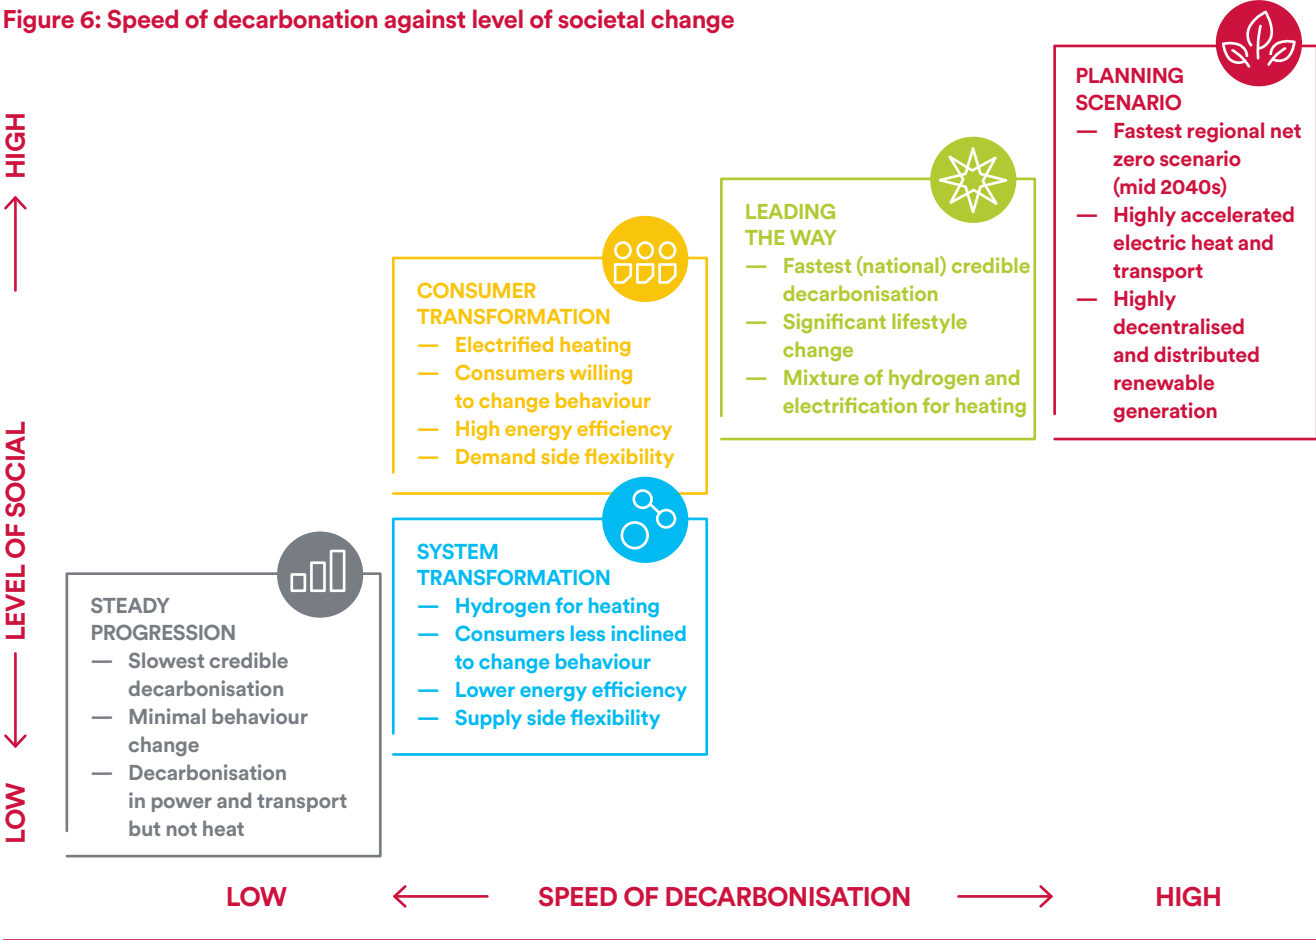 Figure 6: Speed of decarbonation against level of societal change
PLANNING
SCENARIO
— Fastest regional net
zero scenario
(mid 2040s)
— Highly accelerated
electric heat and
transport
— Highly
decentralised
and distributed
renewable
generation
LEADING
THE WAY
— Fastest (national) credible
decarbonisation
— Significant lifestyle
change
— Mixture of hydrogen and
electrification for heating
CONSUMER
TRANSFORMATION
— Electrified heating
— Consumers willing
to change behaviour
— High energy efficiency
— Demand side flexibility
SYSTEM
TRANSFORMATION
— Hydrogen for heating
— Consumers less inclined
to change behaviour
— Lower energy efficiency
— Supply side flexibility
STEADY
PROGRESSION
— Slowest credible
decarbonisation
— Minimal behaviour
change
— Decarbonisation
in power and transport
but not heat
HIGH
LEVEL OF SOCIAL
LOW
LOW
SPEED OF DECARBONISATION
HIGH